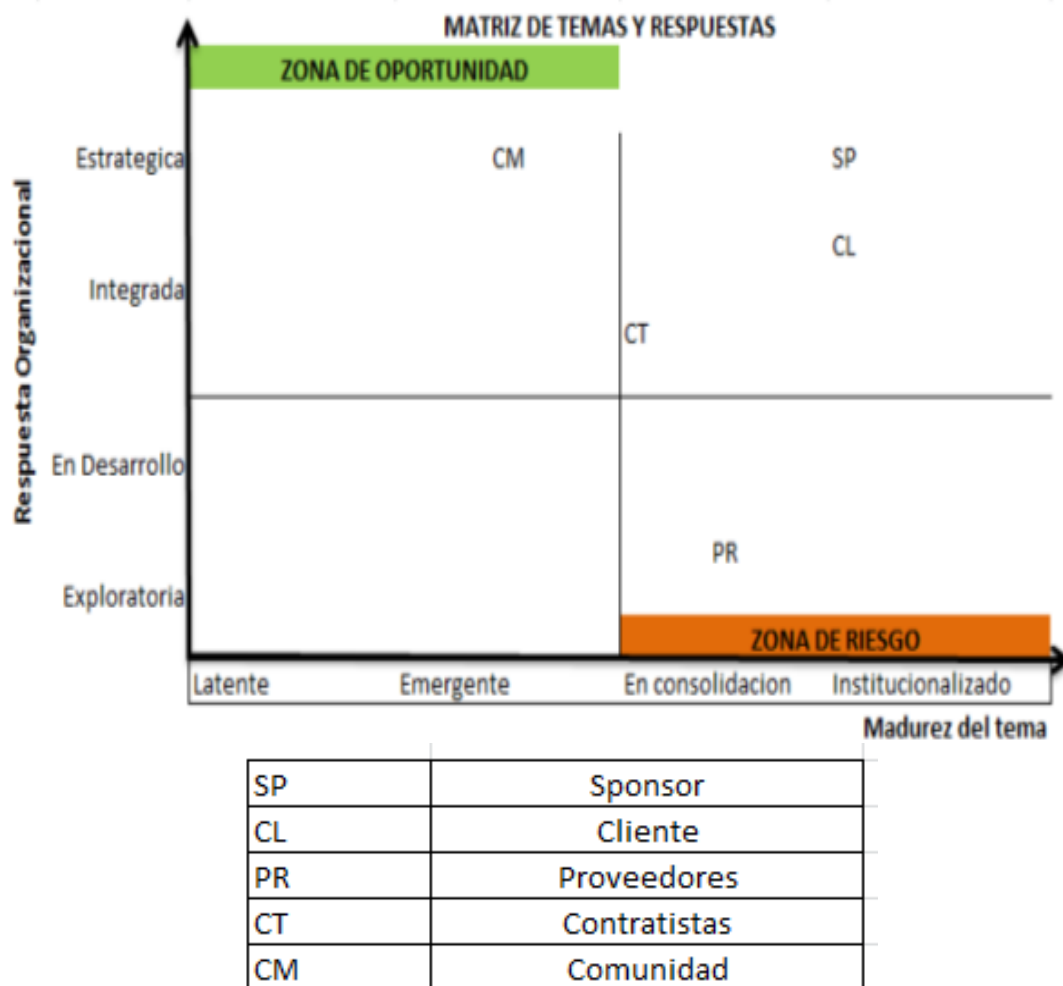 MATRIZ DE TEMAS Y RESPUESTAS
ZONA DE OPORTUNIDAD
Respuesta Organizacional
Estrategica
CM
SP
CL
Integrada
CT
En Desarrollo
PR
Exploratoria
ZONA DE RIESGO
Latente Emergente En consolidacion Institucionalizado
Madurez del tema
SP Sponsor
CL Cliente
PR Proveedores
CT Contratistas
CM Comunidad